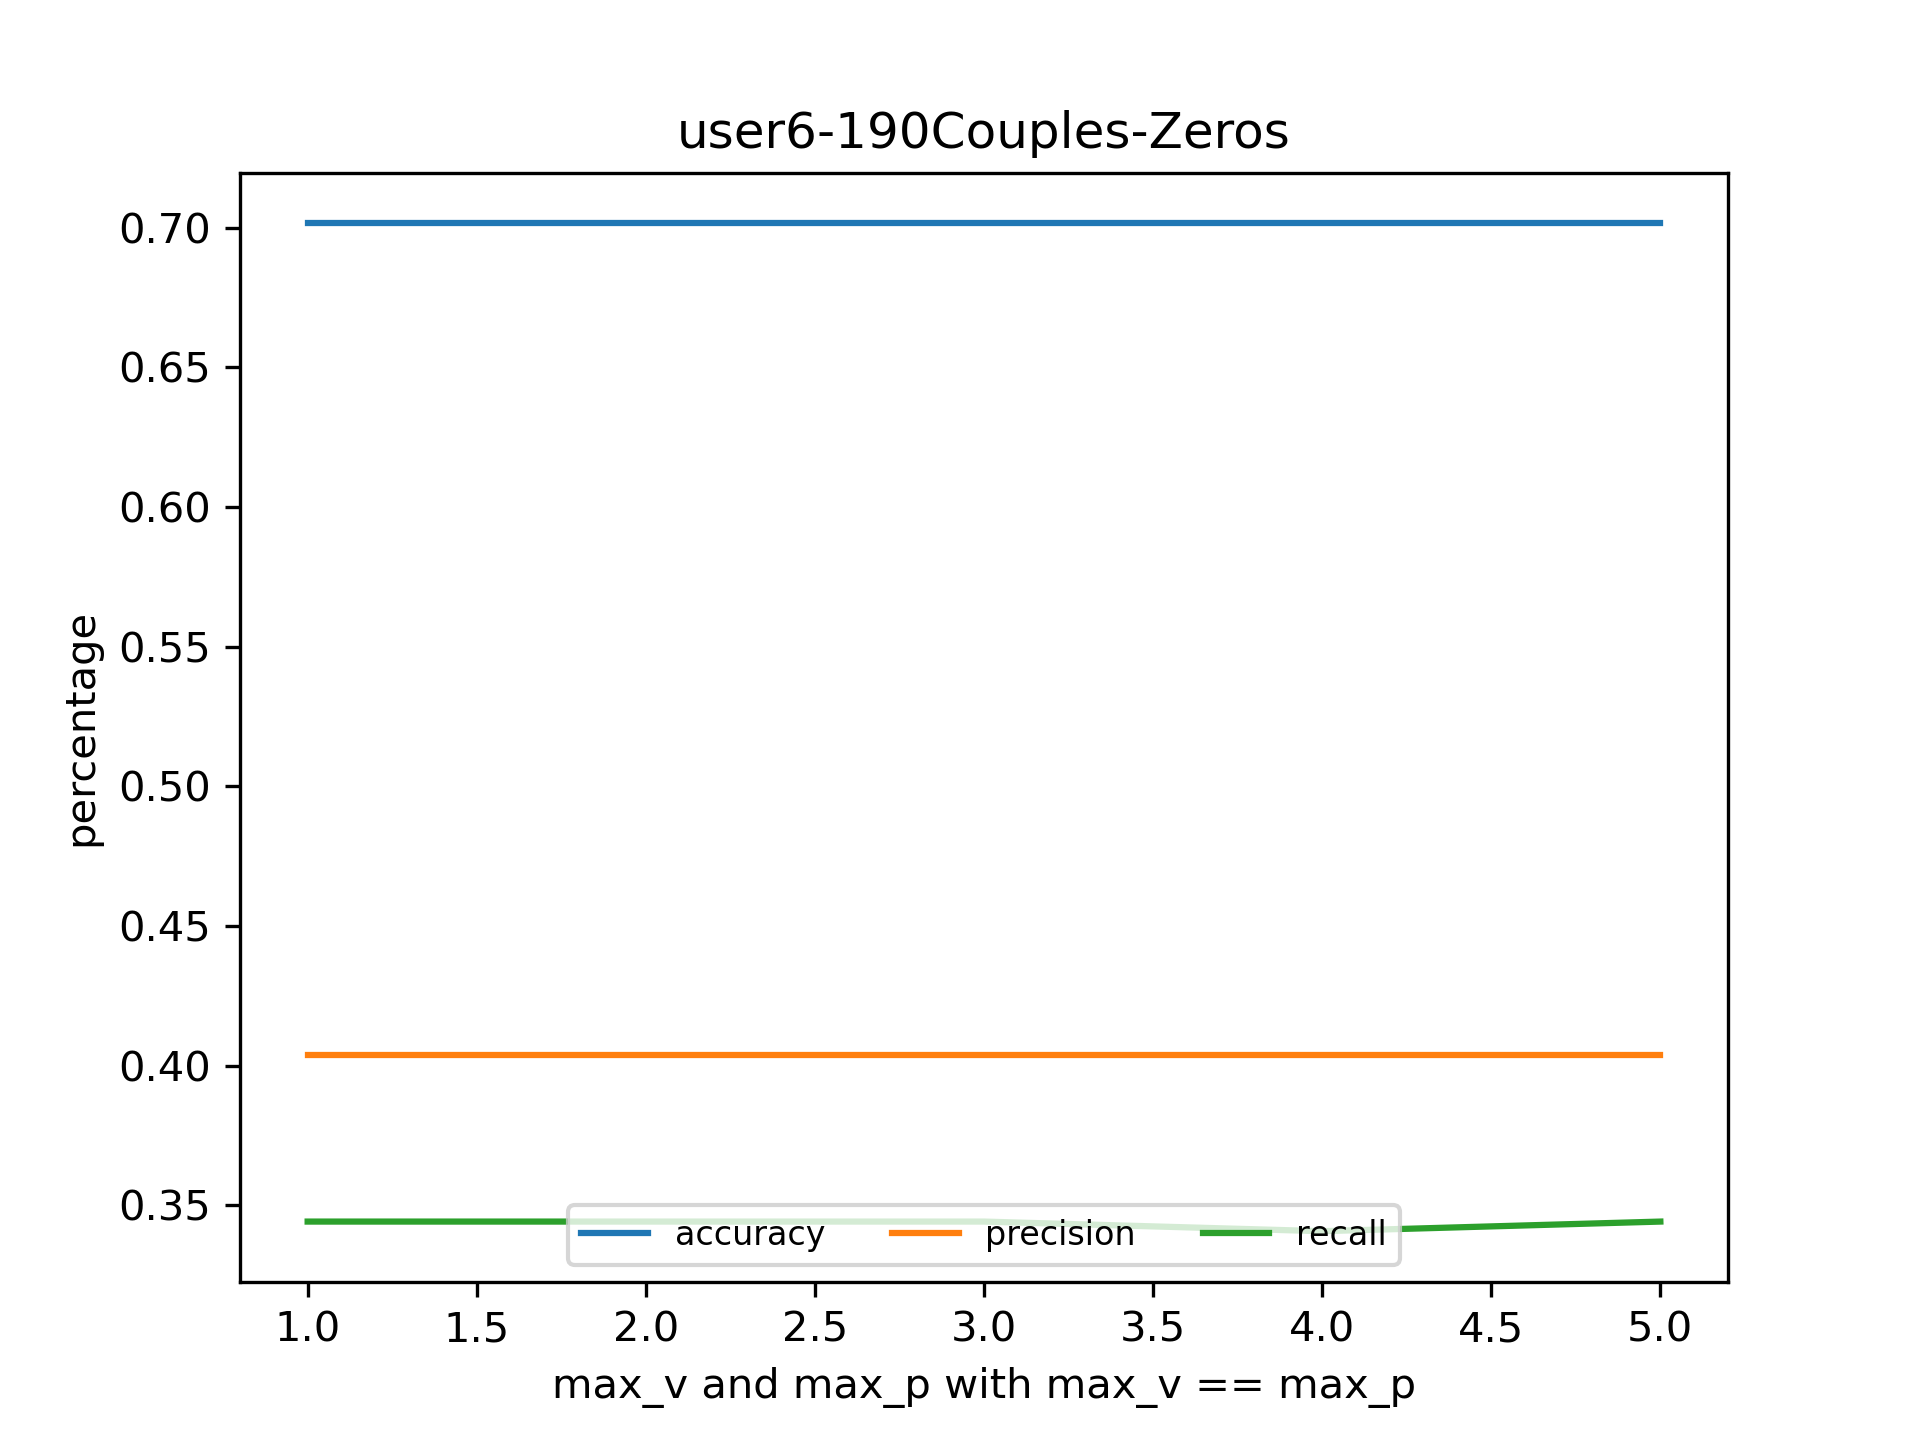 user6-190Couples-Zeros
percentage
0.70
0.65
0.60
0.55
0.50
0.45
0.40
0.35
accuracy precision recall
1.0 1.5 2.0 2.5 3.0 3.5 4.0 4.5 5.0
max_v and max_p with max_v == max_p